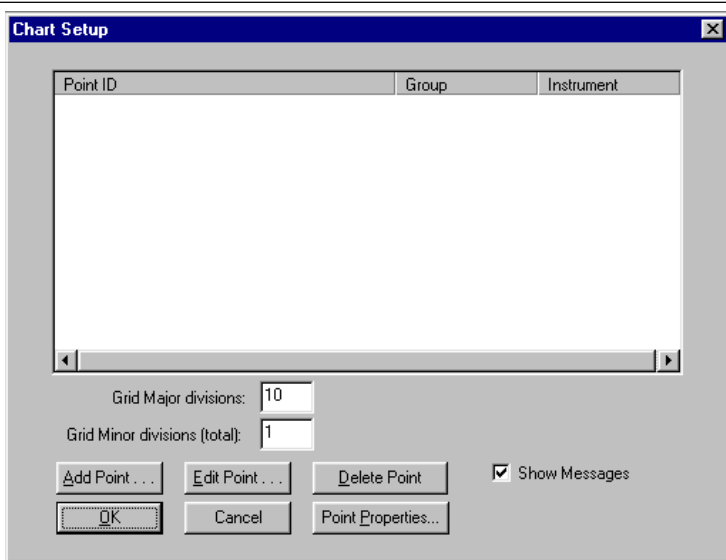 Chart Setup
Point ID Group Instrument
Grid Major divisions: 10
Grid Minor divisions (total): 1
Add Point . . . Edit Point . . . Delete Point Show Messages
OK Cancel Point Properties...